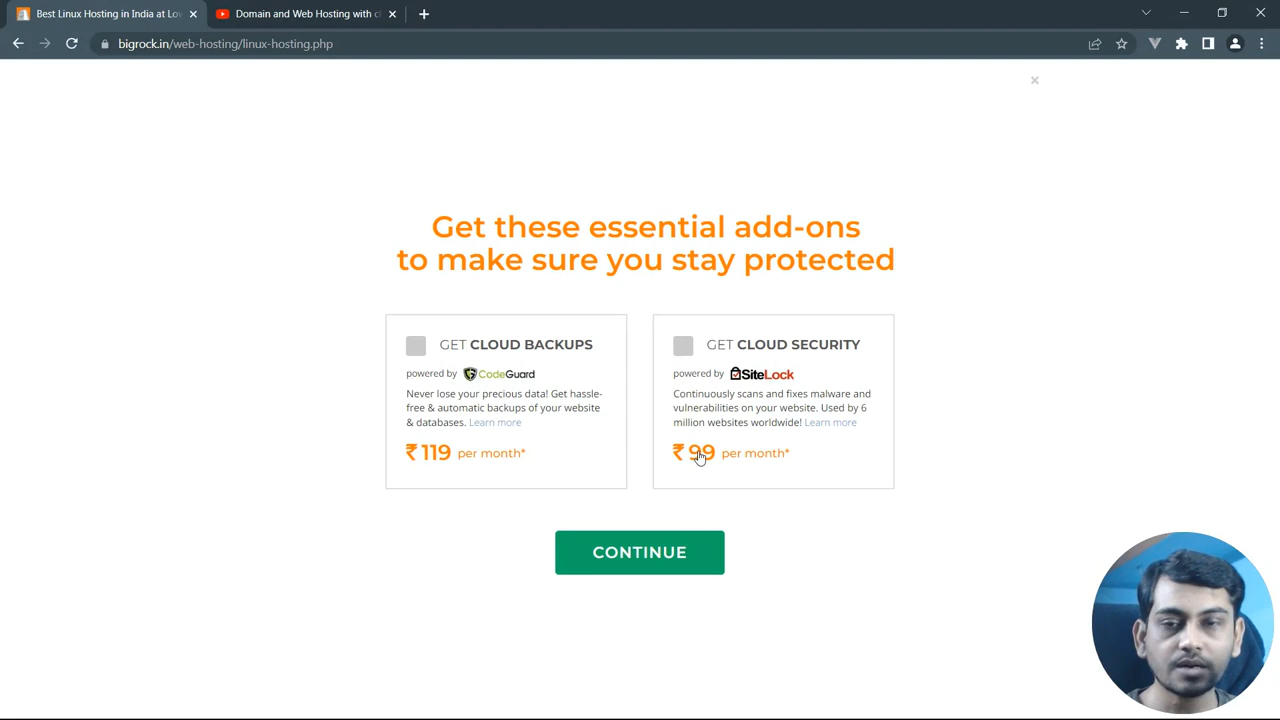 Best Linux Hosting in India at Lov
Domain and Web Hosting with c
bigrock.in/web-hosting/linux-hosting.php
Get these essential add-ons
to make sure you stay protected
GET CLOUD BACKUPS
powered by CodeGuard
Never lose your precious data! Get hassle-
free & automatic backups of your website
& databases. Learn more
₹ 119 per month*
GET CLOUD SECURITY
powered by SiteLock
Continuously scans and fixes malware and
vulnerabilities on your website. Used by 6
million websites worldwide! Learn more
₹ 99 per month*
CONTINUE